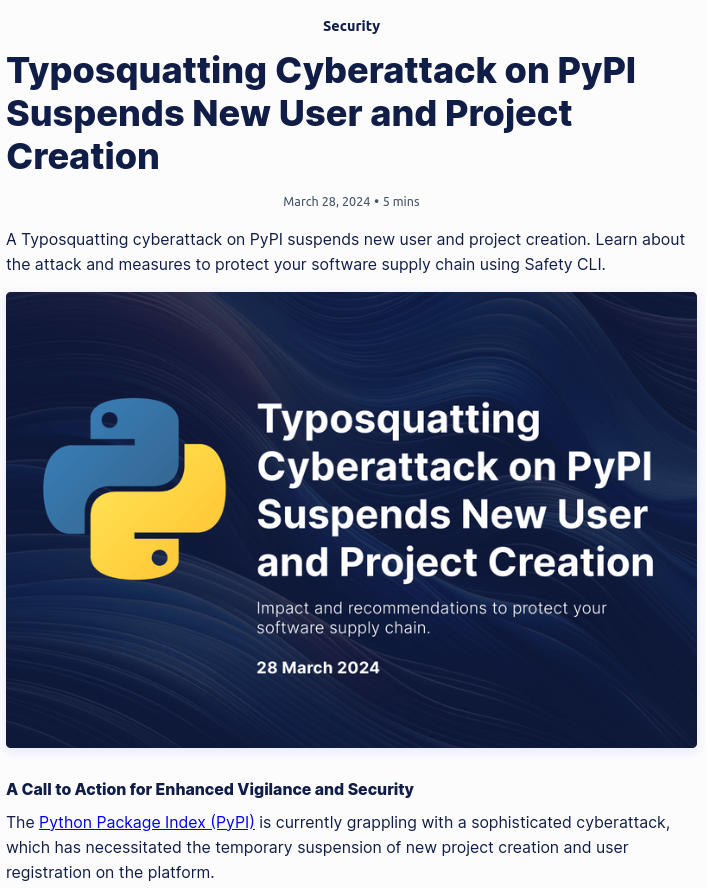 Security
Typosquatting Cyberattack on PyPI
Suspends New User and Project
Creation
March 28, 2024 • 5 mins
A Typosquatting cyberattack on PyPI suspends new user and project creation. Learn about
the attack and measures to protect your software supply chain using Safety CLI.
Typosquatting
Cyberattack on PyPI
Suspends New User
and Project Creation
Impact and recommendations to protect your
software supply chain.
28 March 2024
A Call to Action for Enhanced Vigilance and Security
The Python Package Index (PyPI) is currently grappling with a sophisticated cyberattack,
which has necessitated the temporary suspension of new project creation and user
registration on the platform.